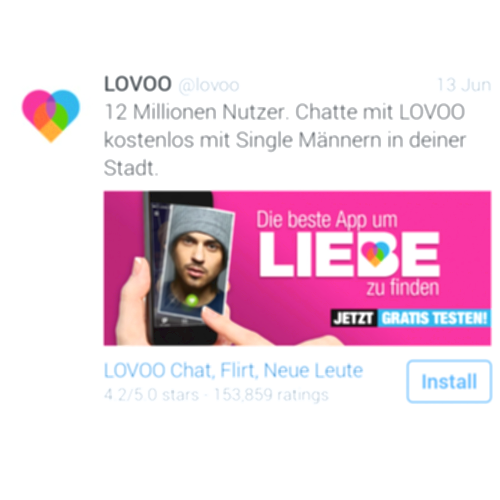 LOVOO @lovoo 13 Jun
12 Millionen Nutzer. Chatte mit LOVOO
kostenlos mit Single Männern in deiner
Stadt.
Die beste App um
LIEBE
zu finden
JETZT GRATIS TESTEN!
LOVOO Chat, Flirt, Neue Leute
4.2/5.0 stars · 153,859 ratings
Install